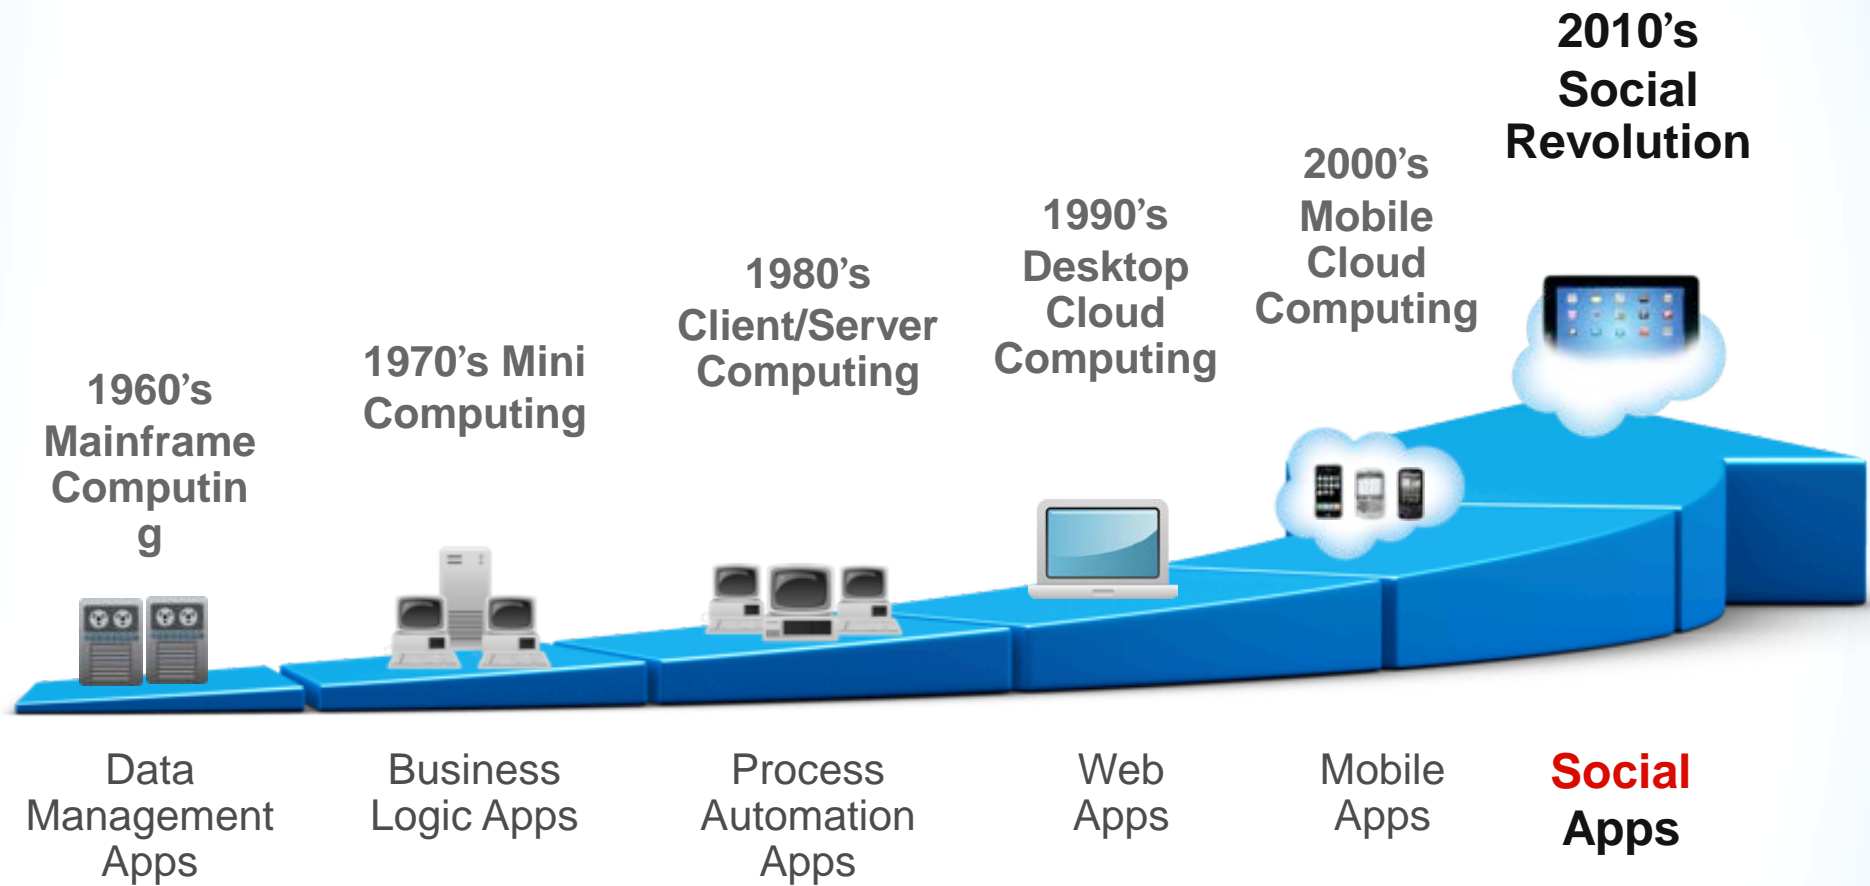 1960’s
Mainframe
Computin
g
1970’s Mini
Computing
1980’s
Client/Server
Computing
1990’s
Desktop
Cloud
Computing
2000’s
Mobile
Cloud
Computing
2010’s
Social
Revolution
Data
Management
Apps
Business
Logic Apps
Process
Automation
Apps
Web
Apps
Mobile
Apps
Social
Apps